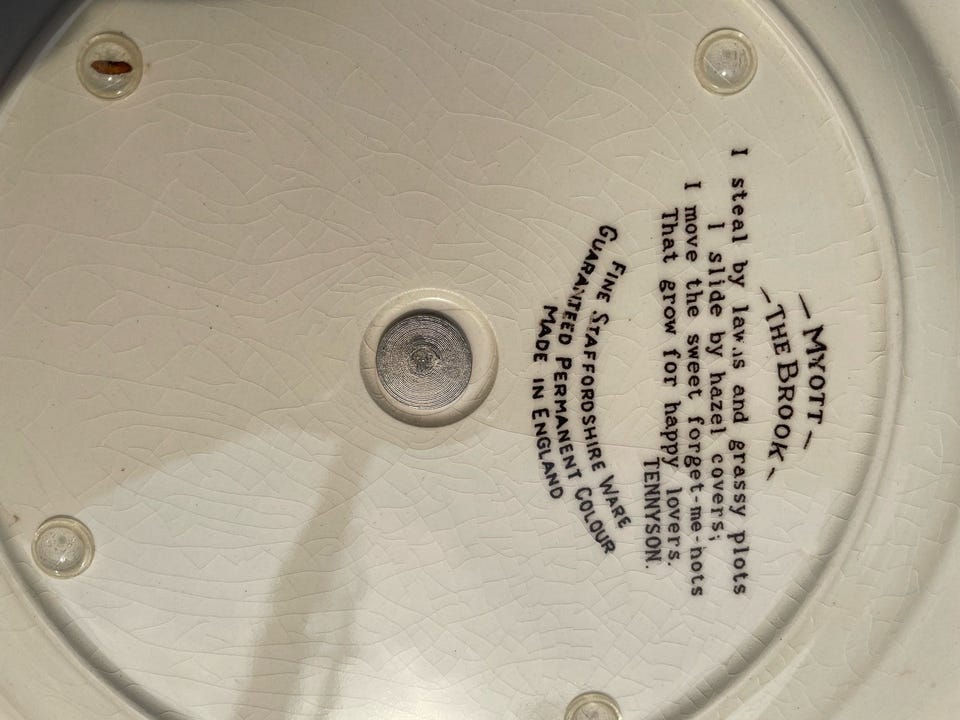 — MYOTT —
— THE BROOK —
I steal by lawns and grassy plots
I slide by hazel covers;
I move the sweet forget-me-nots
That grow for happy lovers.
TENNYSON.
FINE STAFFORDSHIRE WARE
GUARANTEED PERMANENT COLOUR
MADE IN ENGLAND